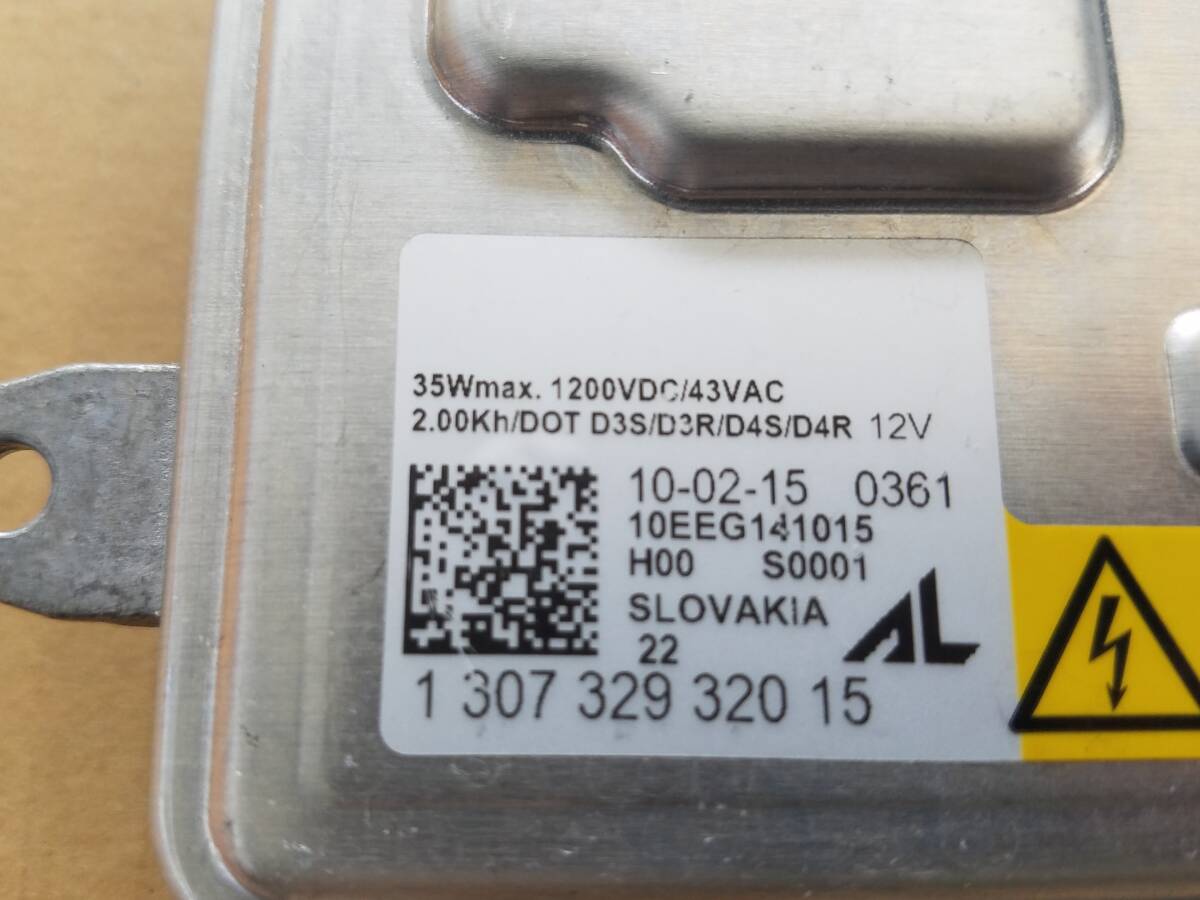 35Wmax. 1200VDC/43VAC
2.00Kh/DOT D3S/D3R/D4S/D4R 12V
10-02-15 0361
10EEG141015
H00 S0001
SLOVAKIA
AL
22
1 307 329 320 15